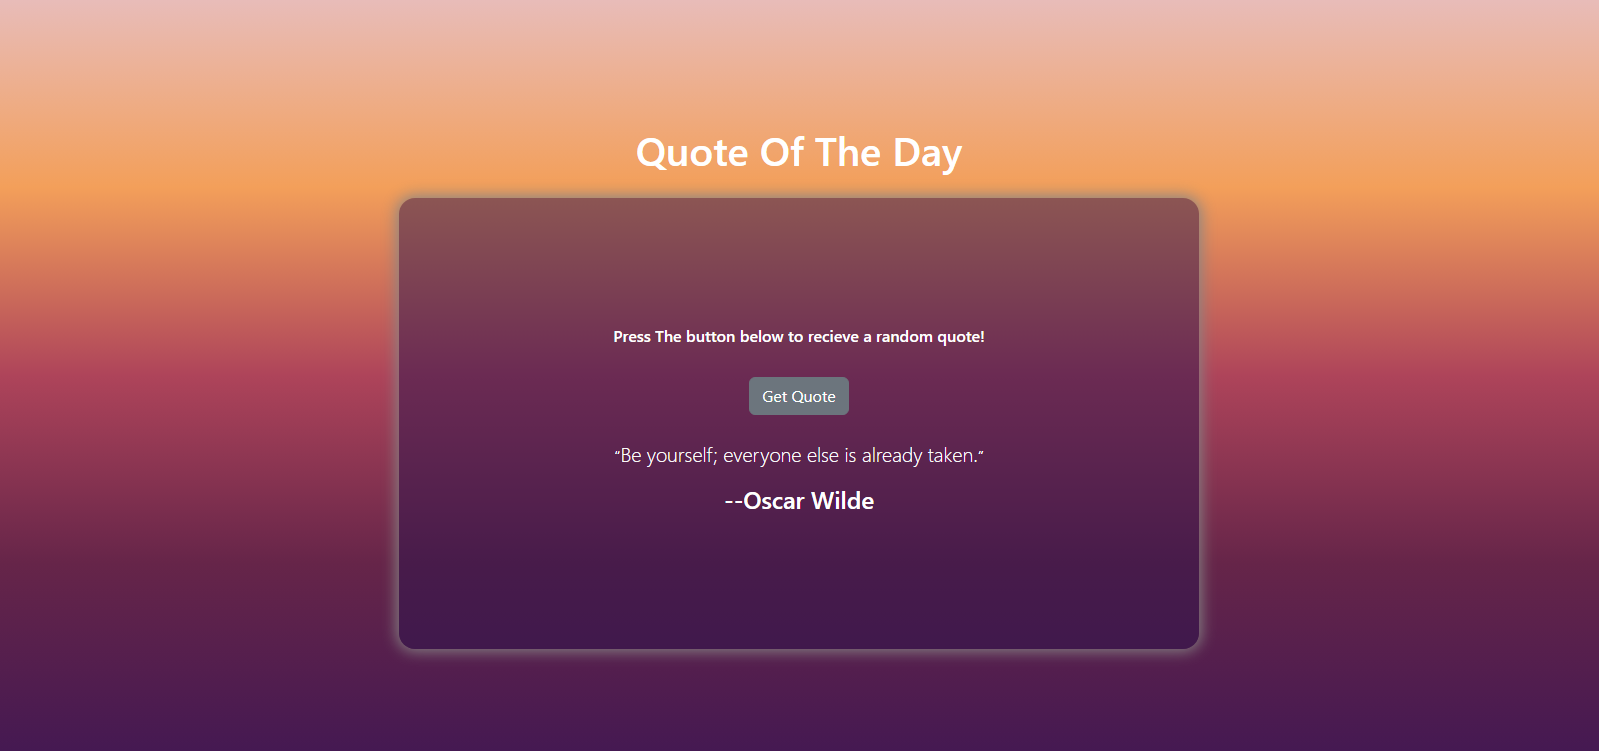 Quote Of The Day
Press The button below to recieve a random quote!
Get Quote
“Be yourself; everyone else is already taken.”
--Oscar Wilde